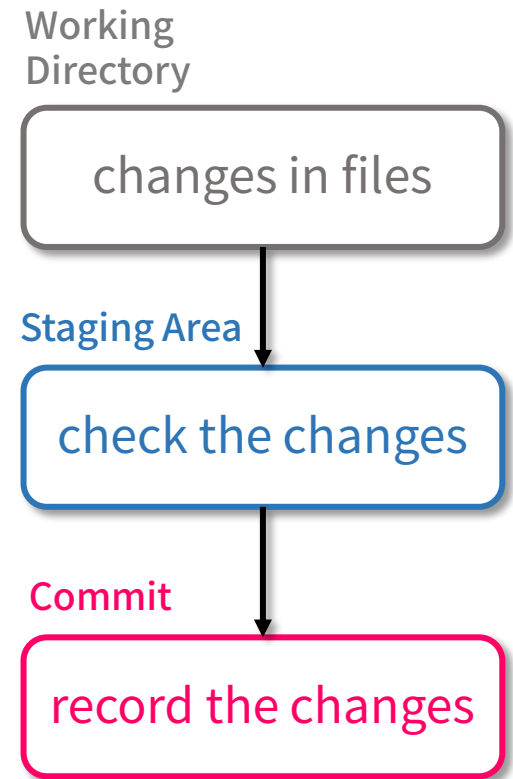 Working
Directory
changes in files
Staging Area
check the changes
Commit
record the changes